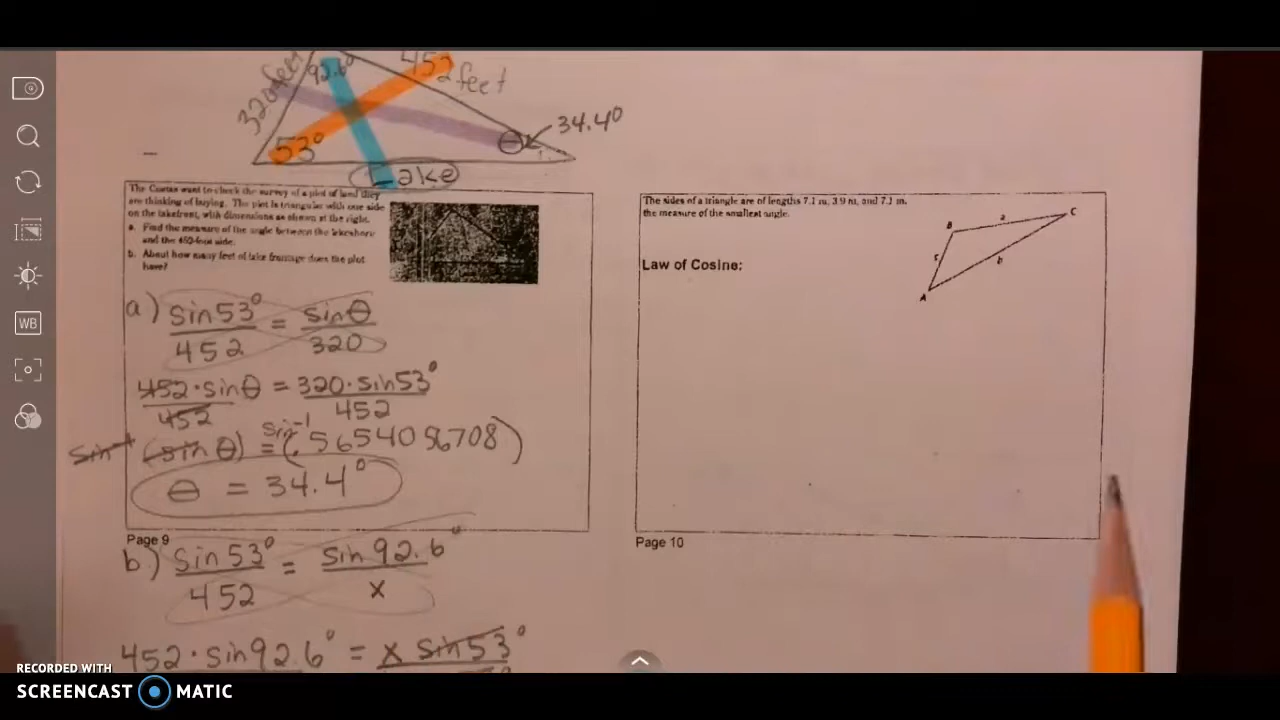 92.6°
452 feet
320 feet
34.4°
53°
θ
Lake
The Costas want to check the survey of a plot of land they
are thinking of buying. The plot is triangular with one side
on the lakefront, with dimensions as shown at the right.
a. Find the measure of the angle between the lakeshore
and the 450-foot side.
b. About how many feet of lake frontage does the plot
have?
a) sin53° = sinθ
452 320
452·sinθ = 320·sin53°
452 452
sin⁻¹ (sin θ) = sin⁻¹(.5654056708)
θ = 34.4°
Page 9
b.) Sin 53° = Sin 92.6°
452 x
452·sin92.6° = x sin53°
The sides of a triangle are of lengths 7.1 m, 3.9 m, and 7.1 m.
the measure of the smallest angle.
B a C
c b
A
Law of Cosine:
Page 10
WB
RECORDED WITH
SCREENCAST MATIC